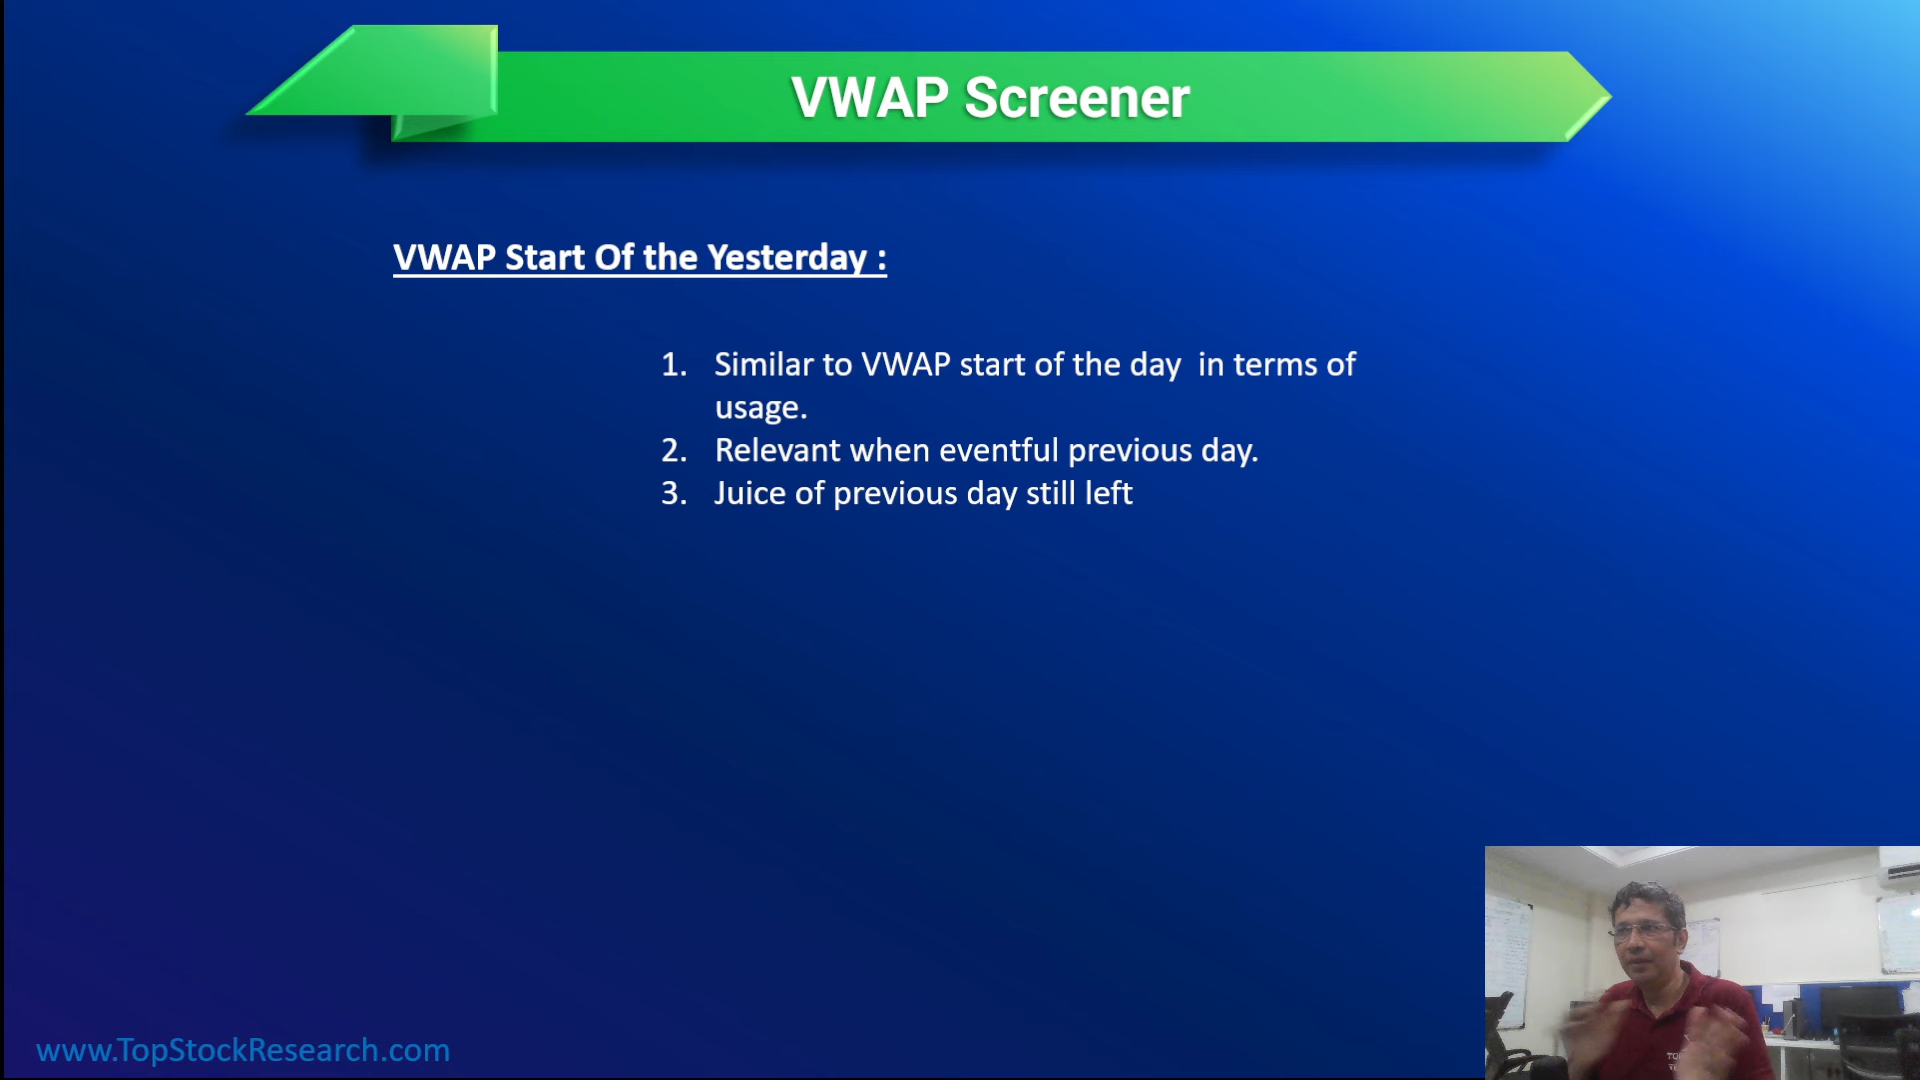 VWAP Screener
VWAP Start Of the Yesterday :
1. Similar to VWAP start of the day in terms of
usage.
2. Relevant when eventful previous day.
3. Juice of previous day still left
www.TopStockResearch.com